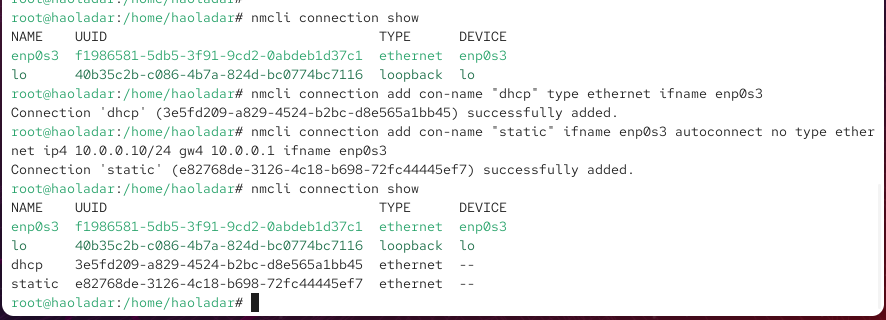 root@haoladar:/home/haoladar#
root@haoladar:/home/haoladar# nmcli connection show
NAME    UUID                                  TYPE      DEVICE
enp0s3  f1986581-5db5-3f91-9cd2-0abdeb1d37c1  ethernet  enp0s3
lo      40b35c2b-c086-4b7a-824d-bc0774bc7116  loopback  lo
root@haoladar:/home/haoladar# nmcli connection add con-name "dhcp" type ethernet ifname enp0s3
Connection 'dhcp' (3e5fd209-a829-4524-b2bc-d8e565a1bb45) successfully added.
root@haoladar:/home/haoladar# nmcli connection add con-name "static" ifname enp0s3 autoconnect no type ether
net ip4 10.0.0.10/24 gw4 10.0.0.1 ifname enp0s3
Connection 'static' (e82768de-3126-4c18-b698-72fc44445ef7) successfully added.
root@haoladar:/home/haoladar# nmcli connection show
NAME    UUID                                  TYPE      DEVICE
enp0s3  f1986581-5db5-3f91-9cd2-0abdeb1d37c1  ethernet  enp0s3
lo      40b35c2b-c086-4b7a-824d-bc0774bc7116  loopback  lo
dhcp    3e5fd209-a829-4524-b2bc-d8e565a1bb45  ethernet  --
static  e82768de-3126-4c18-b698-72fc44445ef7  ethernet  --
root@haoladar:/home/haoladar#